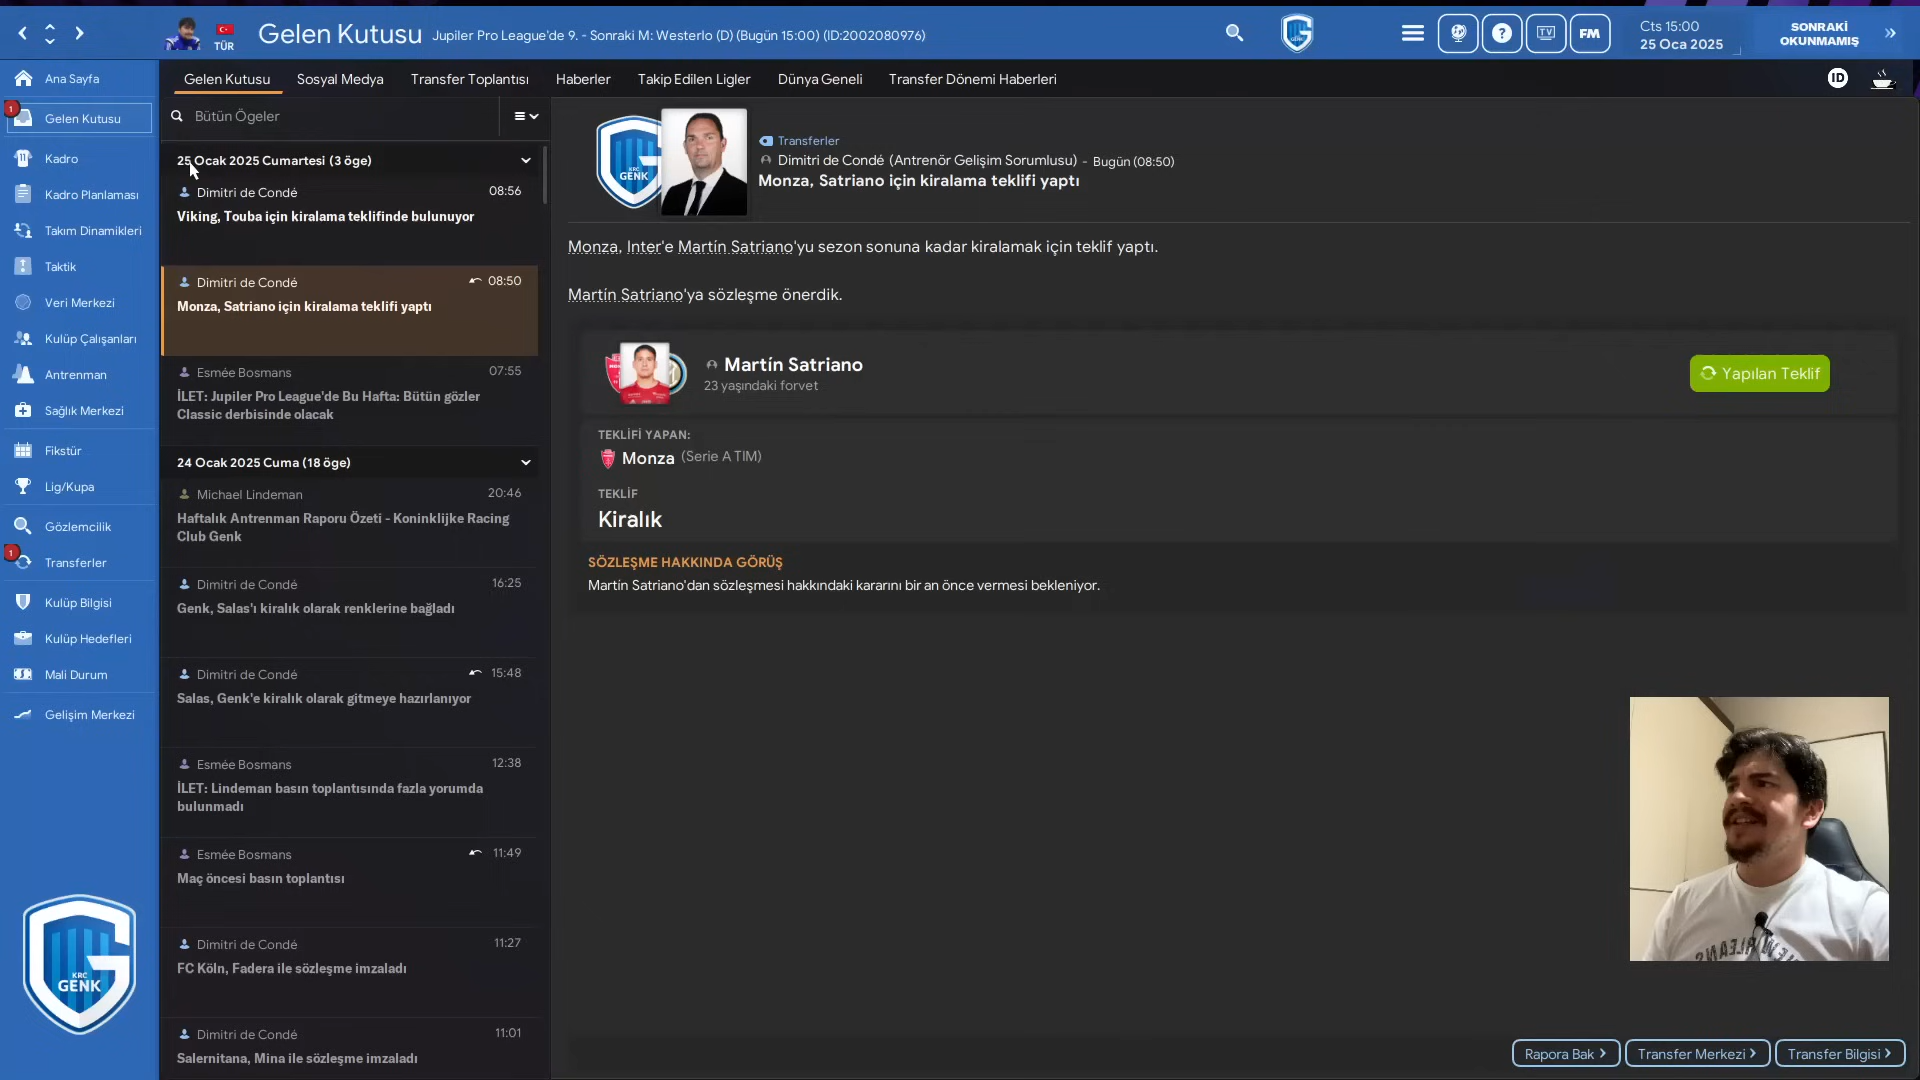 TÜR
Gelen Kutusu
Jupiler Pro League'de 9. - Sonraki M: Westerlo (D) (Bugün 15:00) (ID:2002080976)
?
TV
FM
Cts 15:00
25 Oca 2025
SONRAKİ
OKUNMAMIŞ
Ana Sayfa
1
Gelen Kutusu
Kadro
Kadro Planlaması
Takım Dinamikleri
Taktik
Veri Merkezi
Kulüp Çalışanları
Antrenman
Sağlık Merkezi
Fikstür
Lig/Kupa
Gözlemcilik
1
Transferler
Kulüp Bilgisi
Kulüp Hedefleri
Mali Durum
Gelişim Merkezi
KRC
GENK
Gelen Kutusu
Sosyal Medya
Transfer Toplantısı
Haberler
Takip Edilen Ligler
Dünya Geneli
Transfer Dönemi Haberleri
ID
Bütün Ögeler
25 Ocak 2025 Cumartesi (3 öge)
Dimitri de Condé 08:56
Viking, Touba için kiralama teklifinde bulunuyor
Dimitri de Condé 08:50
Monza, Satriano için kiralama teklifi yaptı
Esmée Bosmans 07:55
İLET: Jupiler Pro League'de Bu Hafta: Bütün gözler
Classic derbisinde olacak
24 Ocak 2025 Cuma (18 öge)
Michael Lindeman 20:46
Haftalık Antrenman Raporu Özeti - Koninklijke Racing
Club Genk
Dimitri de Condé 16:25
Genk, Salas'ı kiralık olarak renklerine bağladı
Dimitri de Condé 15:48
Salas, Genk'e kiralık olarak gitmeye hazırlanıyor
Esmée Bosmans 12:38
İLET: Lindeman basın toplantısında fazla yorumda
bulunmadı
Esmée Bosmans 11:49
Maç öncesi basın toplantısı
Dimitri de Condé 11:27
FC Köln, Fadera ile sözleşme imzaladı
Dimitri de Condé 11:01
Salernitana, Mina ile sözleşme imzaladı
KRC
GENK
Transferler
Dimitri de Condé (Antrenör Gelişim Sorumlusu) - Bugün (08:50)
Monza, Satriano için kiralama teklifi yaptı
Monza, Inter'e Martín Satriano'yu sezon sonuna kadar kiralamak için teklif yaptı.
Martín Satriano'ya sözleşme önerdik.
Martín Satriano
23 yaşındaki forvet
Yapılan Teklif
TEKLİFİ YAPAN:
Monza (Serie A TIM)
TEKLİF
Kiralık
SÖZLEŞME HAKKINDA GÖRÜŞ
Martín Satriano'dan sözleşmesi hakkındaki kararını bir an önce vermesi bekleniyor.
Rapora Bak
Transfer Merkezi
Transfer Bilgisi